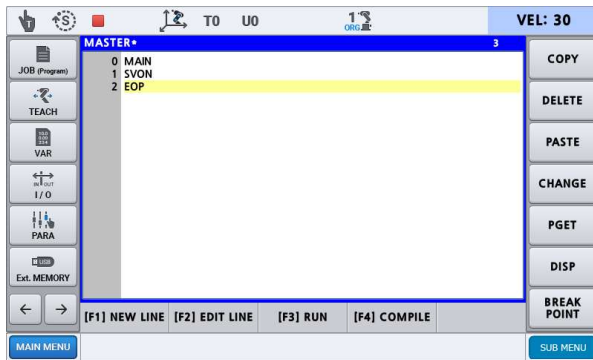 S
T0 U0
1
ORG
VEL: 30
JOB (Program)
TEACH
VAR
IN OUT
I/O
PARA
USB
Ext. MEMORY
MASTER* 3
0 MAIN
1 SVON
2 EOP
COPY
DELETE
PASTE
CHANGE
PGET
DISP
BREAK
POINT
[F1] NEW LINE [F2] EDIT LINE [F3] RUN [F4] COMPILE
MAIN MENU
SUB MENU